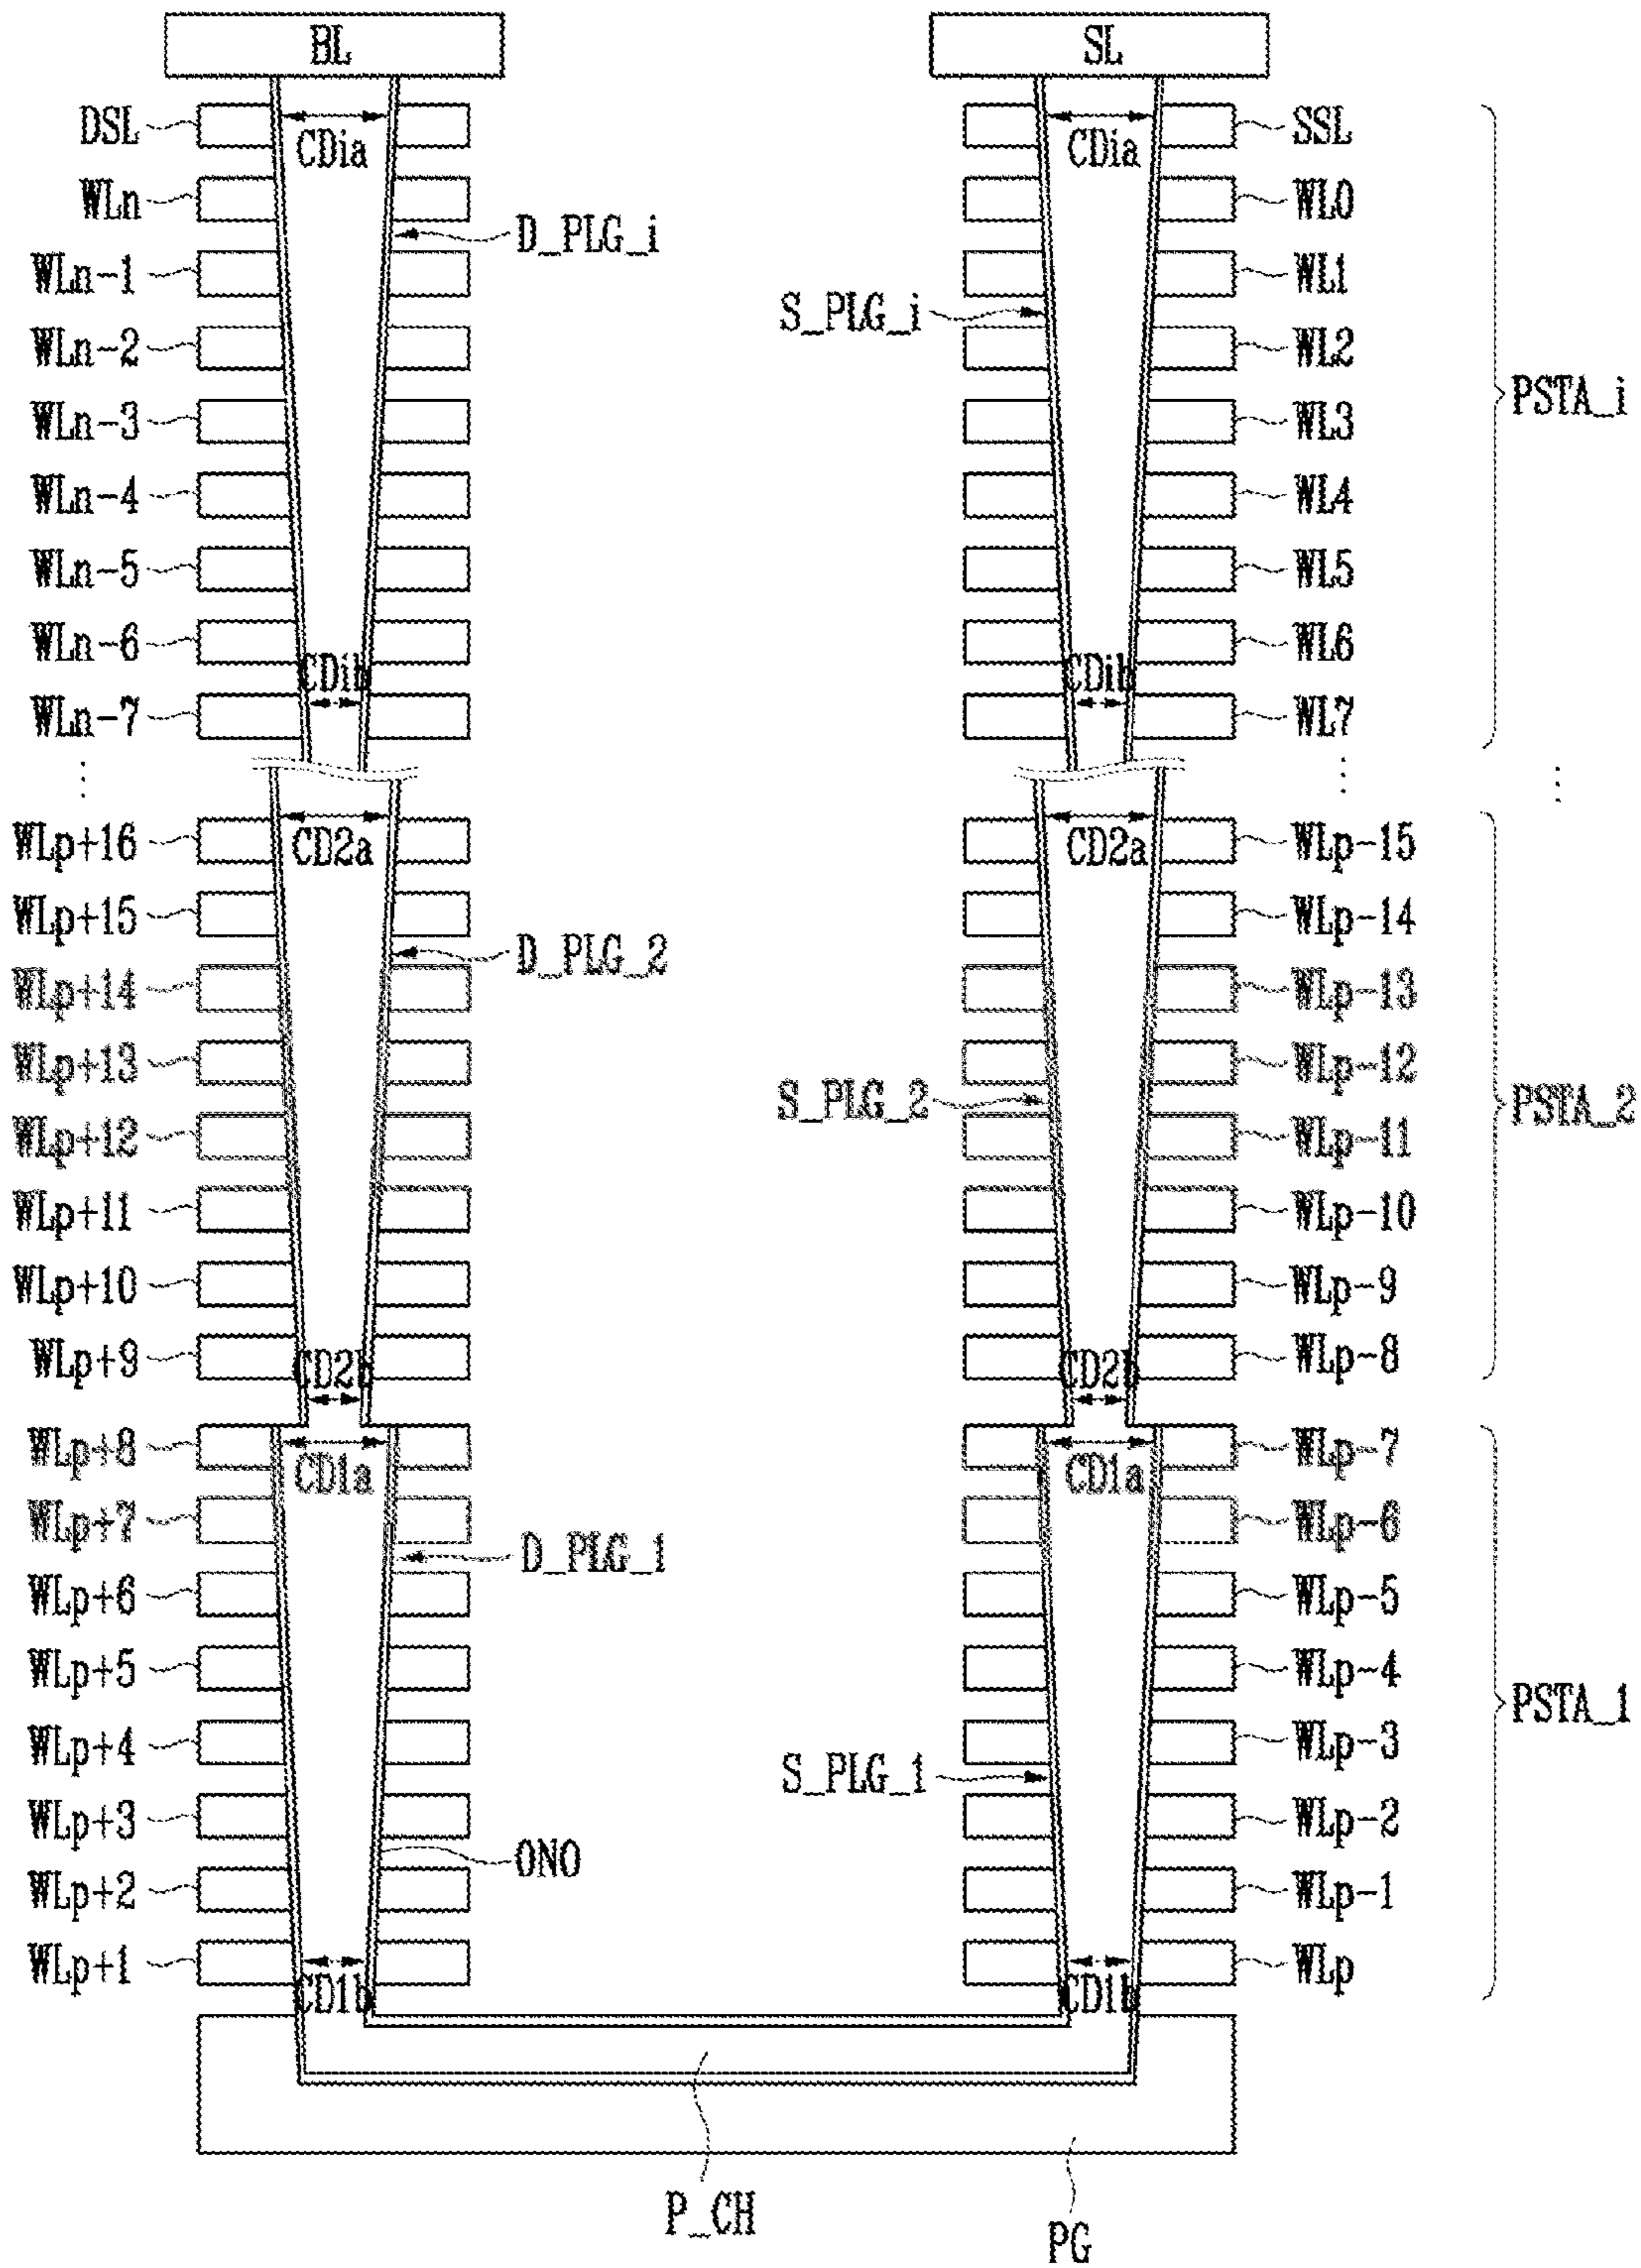 BL SL
DSL CDia CDia SSL
WLn WL0
D_PLG_i
WLn-1 WL1
S_PLG_i
WLn-2 WL2
WLn-3 WL3
PSTA_i
WLn-4 WL4
WLn-5 WL5
WLn-6 WL6
CDib CDib
WLn-7 WL7
WLp+16 CD2a CD2a WLp-15
WLp+15 WLp-14
D_PLG_2
WLp+14 WLp-13
WLp+13 WLp-12
S_PLG_2 PSTA_2
WLp+12 WLp-11
WLp+11 WLp-10
WLp+10 WLp-9
WLp+9 CD2b CD2b WLp-8
WLp+8 WLp-7
CD1a CD1a
WLp+7 WLp-6
D_PLG_1
WLp+6 WLp-5
WLp+5 WLp-4
PSTA_1
WLp+4 WLp-3
S_PLG_1
WLp+3 WLp-2
ONO
WLp+2 WLp-1
WLp+1 WLp
CD1b CD1b
P_CH
PG